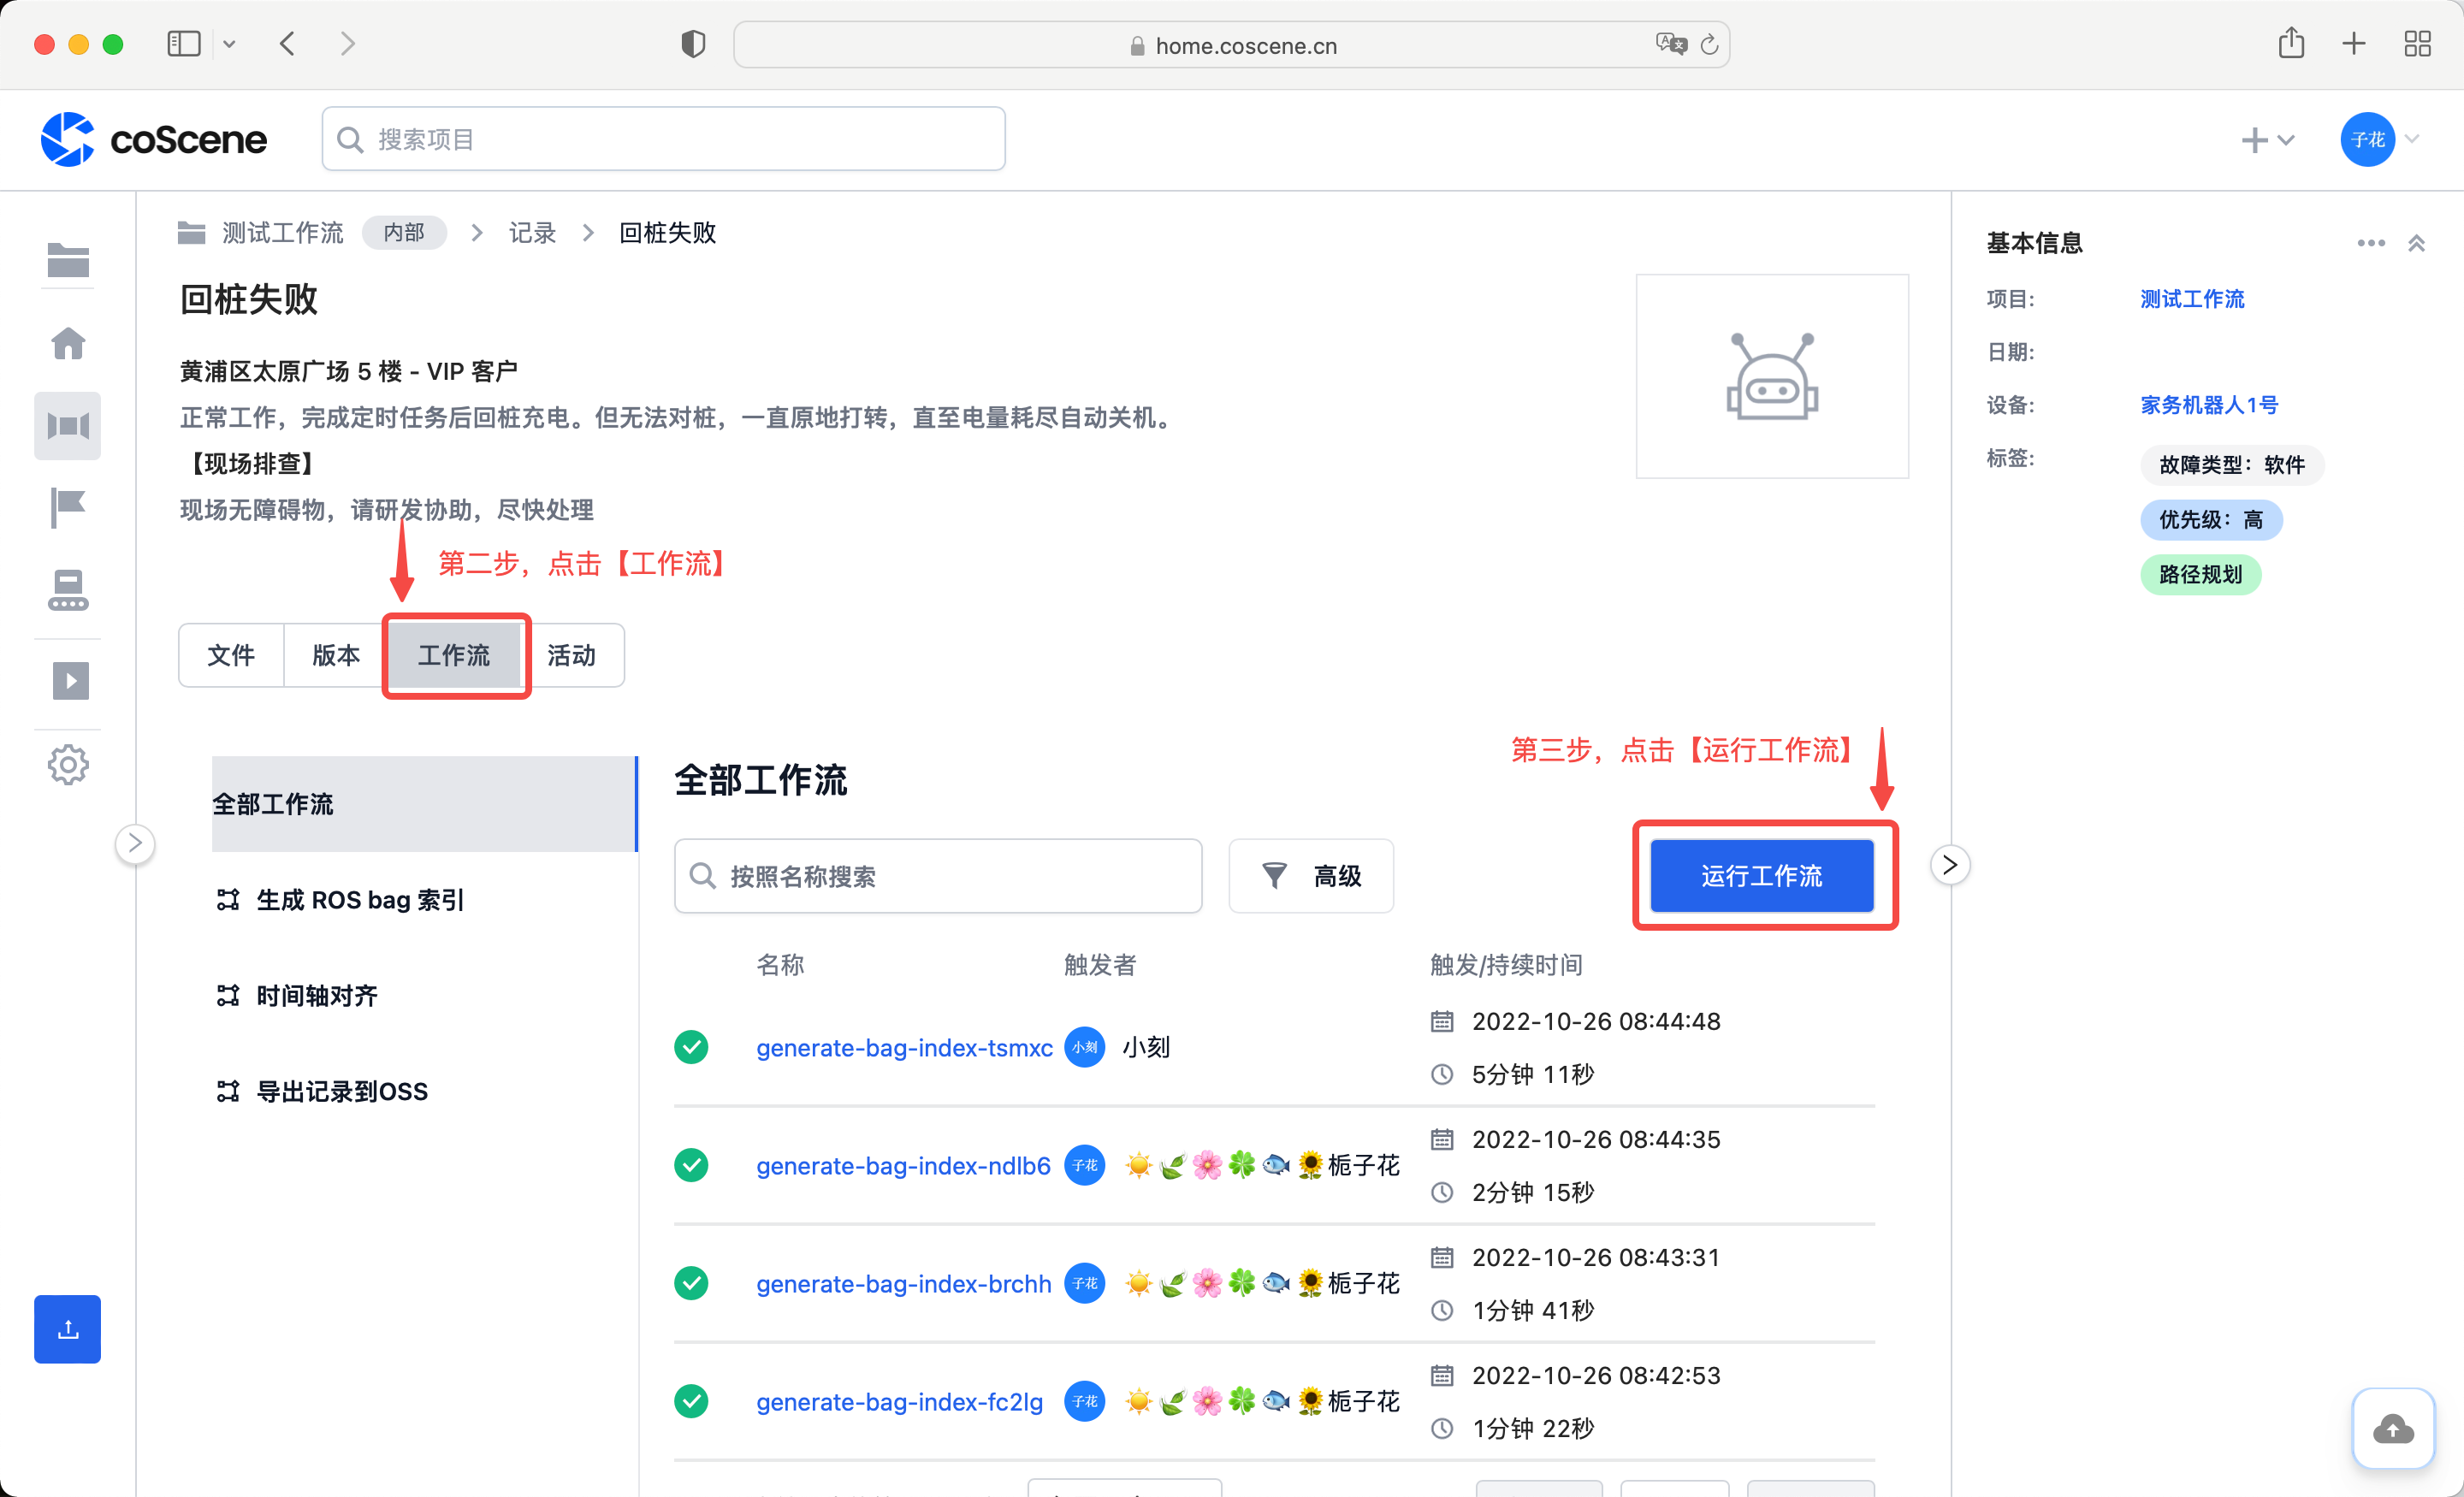 home.coscene.cn
coScene
搜索项目
子花
测试工作流 内部 > 记录 > 回桩失败
回桩失败
黄浦区太原广场 5 楼 - VIP 客户
正常工作，完成定时任务后回桩充电。但无法对桩，一直原地打转，直至电量耗尽自动关机。
【现场排查】
现场无障碍物，请研发协助，尽快处理
第二步，点击【工作流】
文件 版本 工作流 活动
基本信息
项目: 测试工作流
日期:
设备: 家务机器人1号
标签: 故障类型：软件
优先级：高
路径规划
全部工作流
生成 ROS bag 索引
时间轴对齐
导出记录到OSS
第三步，点击【运行工作流】
全部工作流
按照名称搜索
高级
运行工作流
名称 触发者 触发/持续时间
generate-bag-index-tsmxc 小刻 小刻 2022-10-26 08:44:48
5分钟 11秒
generate-bag-index-ndlb6 子花 ☀️🍃🌸🍀🐟🌻栀子花 2022-10-26 08:44:35
2分钟 15秒
generate-bag-index-brchh 子花 ☀️🍃🌸🍀🐟🌻栀子花 2022-10-26 08:43:31
1分钟 41秒
generate-bag-index-fc2lg 子花 ☀️🍃🌸🍀🐟🌻栀子花 2022-10-26 08:42:53
1分钟 22秒